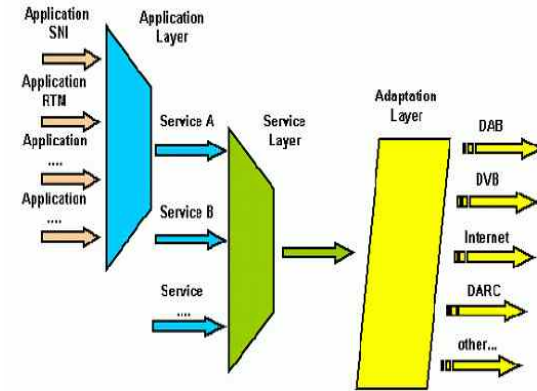 Application
SNI
Application
Layer
Application
RTM
Application
....
Application
....
Service A
Service B
Service
....
Service
Layer
Adaptation
Layer
DAB
DVB
Internet
DARC
other...